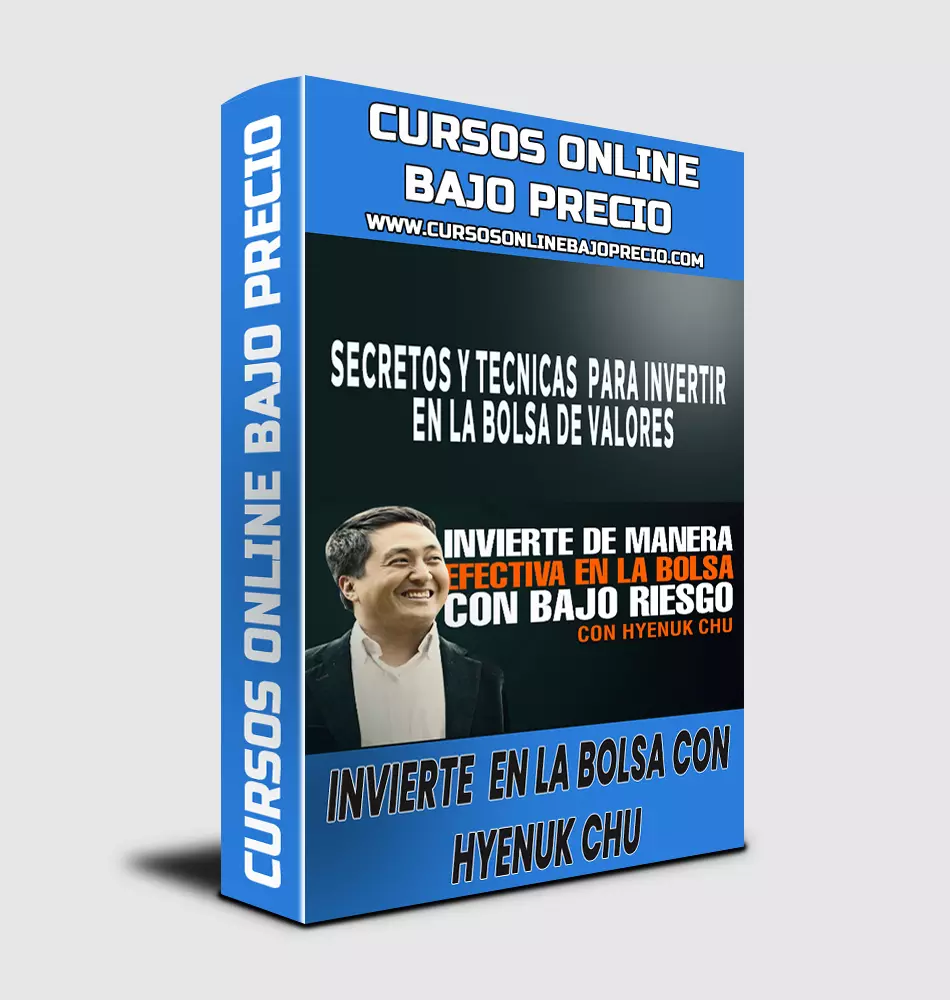 CURSOS ONLINE BAJO PRECIO
CURSOS ONLINE
BAJO PRECIO
WWW.CURSOSONLINEBAJOPRECIO.COM
SECRETOS Y TECNICAS PARA INVERTIR
EN LA BOLSA DE VALORES
INVIERTE DE MANERA
EFECTIVA EN LA BOLSA
CON BAJO RIESGO
CON HYENUK CHU
INVIERTE EN LA BOLSA CON
HYENUK CHU